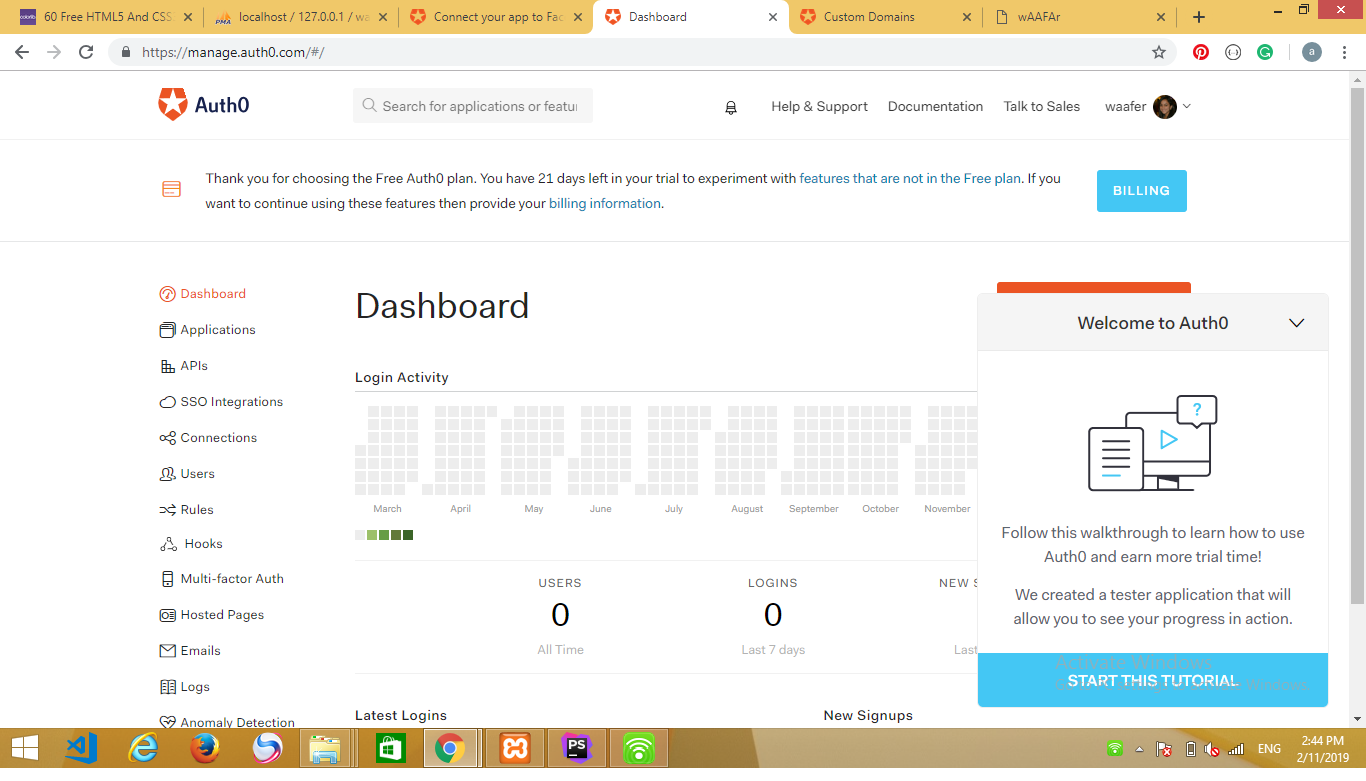 60 Free HTML5 And CSS
localhost / 127.0.0.1 / wa
Connect your app to Fac
Dashboard
Custom Domains
wAAFAr
https://manage.auth0.com/#/
a
Auth0
Search for applications or featu
Help & Support
Documentation
Talk to Sales
waafer
Thank you for choosing the Free Auth0 plan. You have 21 days left in your trial to experiment with features that are not in the Free plan. If you
want to continue using these features then provide your billing information.
BILLING
Dashboard
Applications
APIs
SSO Integrations
Connections
Users
Rules
Hooks
Multi-factor Auth
Hosted Pages
Emails
Logs
Anomaly Detection
Dashboard
Login Activity
March April May June July August September October November
USERS
0
All Time
LOGINS
0
Last 7 days
NEW S
Last
Latest Logins
New Signups
Welcome to Auth0
?
Follow this walkthrough to learn how to use
Auth0 and earn more trial time!
We created a tester application that will
allow you to see your progress in action.
START THIS TUTORIAL
Activate Windows
PS
ENG
2:44 PM
2/11/2019